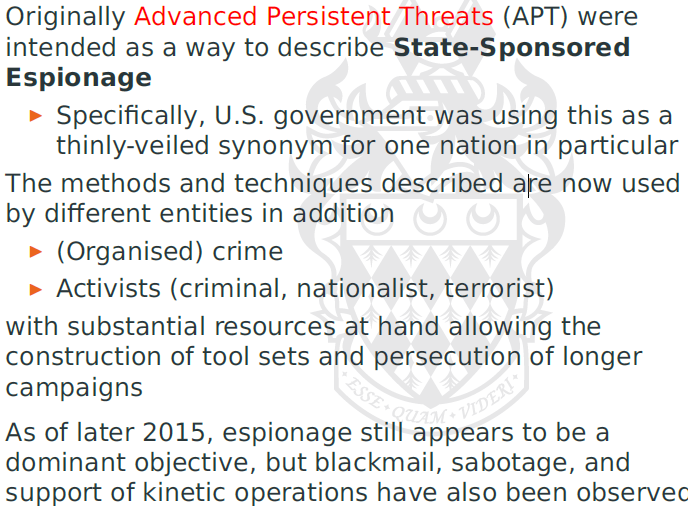 Originally Advanced Persistent Threats (APT) were
intended as a way to describe State-Sponsored
Espionage
► Specifically, U.S. government was using this as a
thinly-veiled synonym for one nation in particular
The methods and techniques described are now used
by different entities in addition
► (Organised) crime
► Activists (criminal, nationalist, terrorist)
with substantial resources at hand allowing the
construction of tool sets and persecution of longer
campaigns
ESSE • QUAM • VIDERI
As of later 2015, espionage still appears to be a
dominant objective, but blackmail, sabotage, and
support of kinetic operations have also been observed